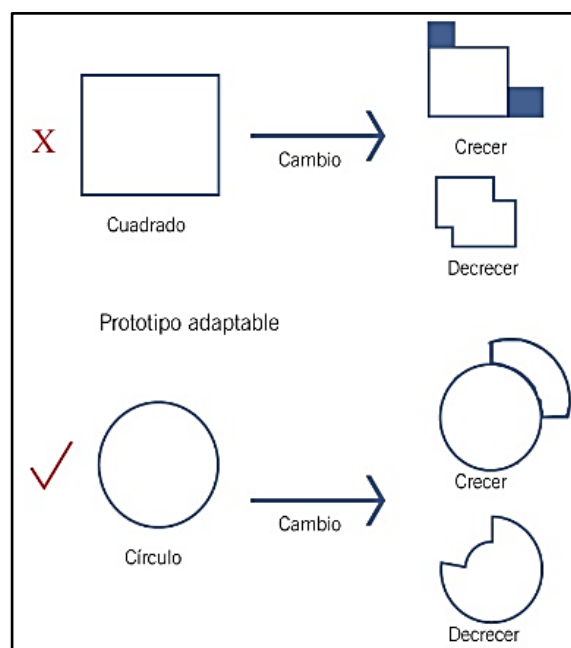 X
Cuadrado
Cambio
Crecer
Decrecer
Prototipo adaptable
Círculo
Cambio
Crecer
Decrecer